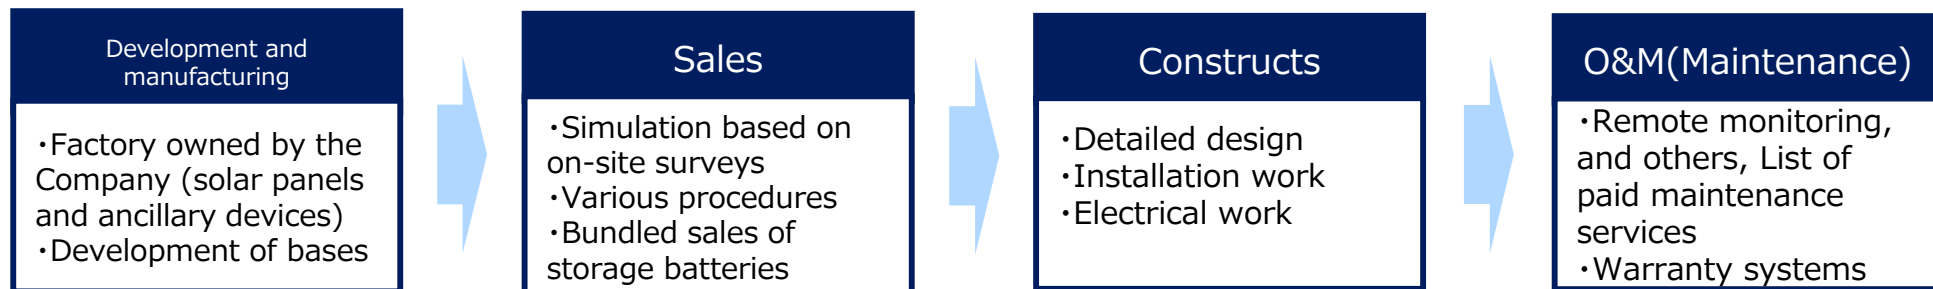 Development and
manufacturing
・Factory owned by the
Company (solar panels
and ancillary devices)
・Development of bases
Sales
・Simulation based on
on-site surveys
・Various procedures
・Bundled sales of
storage batteries
Constructs
・Detailed design
・Installation work
・Electrical work
O&M(Maintenance)
・Remote monitoring,
and others, List of
paid maintenance
services
・Warranty systems